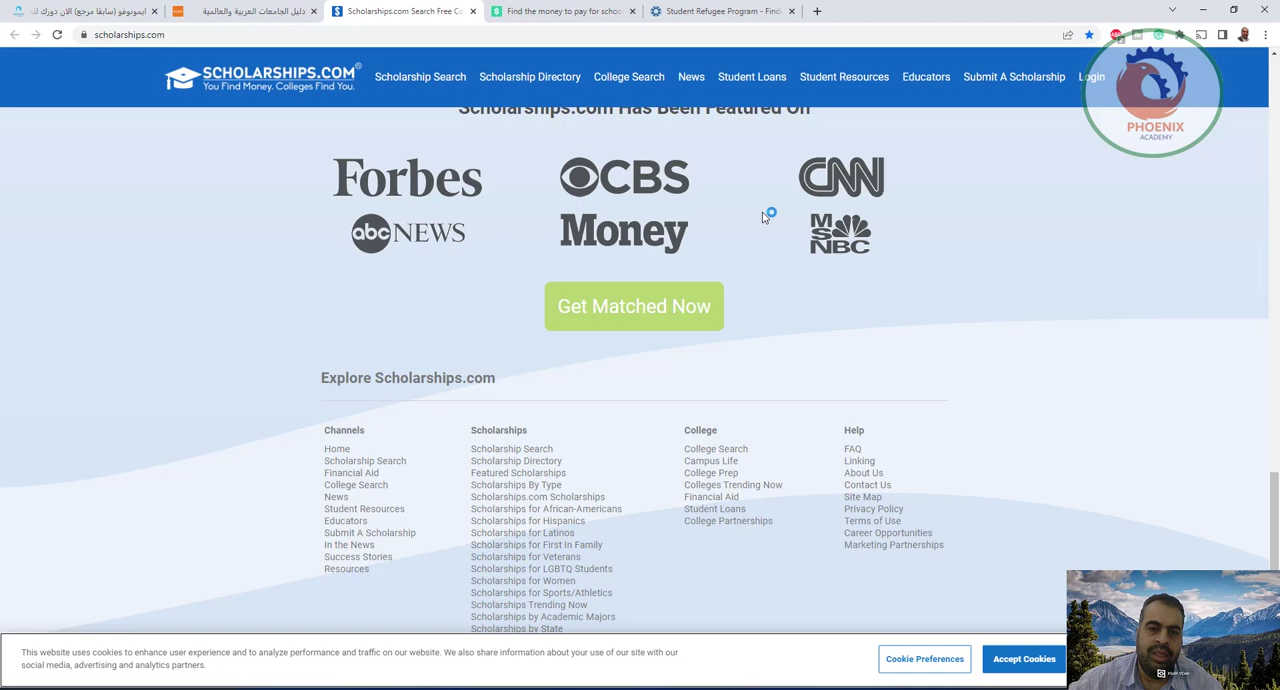 ايمونوفو (سابقا مرجع) الان دورك لل
دليل الجامعات العربية والعالمية
Scholarships.com Search Free Co
Find the money to pay for schoo
Student Refugee Program - Findi
scholarships.com
SCHOLARSHIPS.COM®
You Find Money. Colleges Find You.
Scholarship Search
Scholarship Directory
College Search
News
Student Loans
Student Resources
Educators
Submit A Scholarship
Login
PHOENIX
ACADEMY
Scholarships.com Has Been Featured On
Forbes
CBS
CNN
abc NEWS
Money
MSNBC
Get Matched Now
Explore Scholarships.com
Channels
Home
Scholarship Search
Financial Aid
College Search
News
Student Resources
Educators
Submit A Scholarship
In the News
Success Stories
Resources
Scholarships
Scholarship Search
Scholarship Directory
Featured Scholarships
Scholarships By Type
Scholarships.com Scholarships
Scholarships for African-Americans
Scholarships for Hispanics
Scholarships for Latinos
Scholarships for First In Family
Scholarships for Veterans
Scholarships for LGBTQ Students
Scholarships for Women
Scholarships for Sports/Athletics
Scholarships Trending Now
Scholarships by Academic Majors
Scholarships by State
College
College Search
Campus Life
College Prep
Colleges Trending Now
Financial Aid
Student Loans
College Partnerships
Help
FAQ
Linking
About Us
Contact Us
Site Map
Privacy Policy
Terms of Use
Career Opportunities
Marketing Partnerships
This website uses cookies to enhance user experience and to analyze performance and traffic on our website. We also share information about your use of our site with our
social media, advertising and analytics partners.
Cookie Preferences
Accept Cookies
XSplit VCam